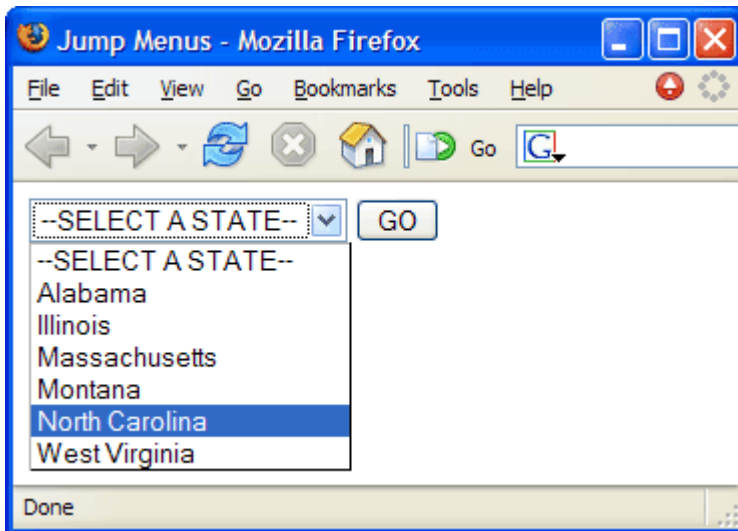 Jump Menus - Mozilla Firefox
File Edit View Go Bookmarks Tools Help
Go G
--SELECT A STATE-- GO
--SELECT A STATE--
Alabama
Illinois
Massachusetts
Montana
North Carolina
West Virginia
Done